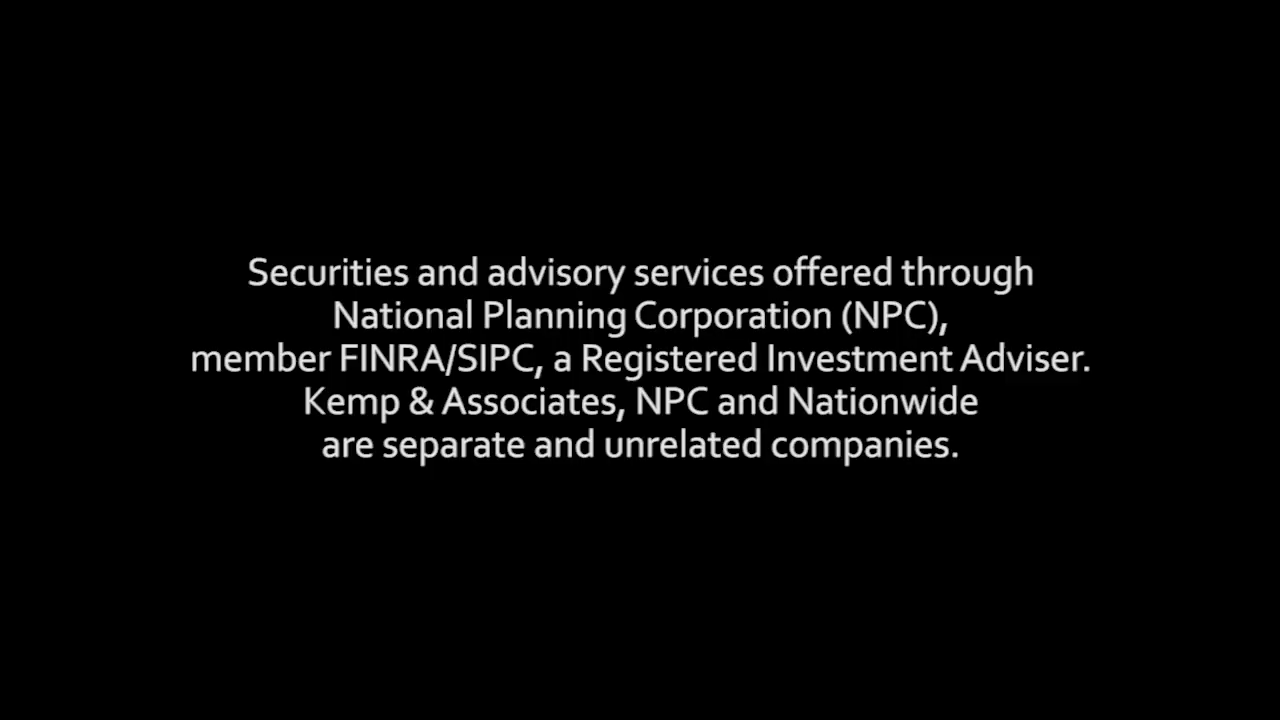 Securities and advisory services offered through
National Planning Corporation (NPC),
member FINRA/SIPC, a Registered Investment Adviser.
Kemp & Associates, NPC and Nationwide
are separate and unrelated companies.